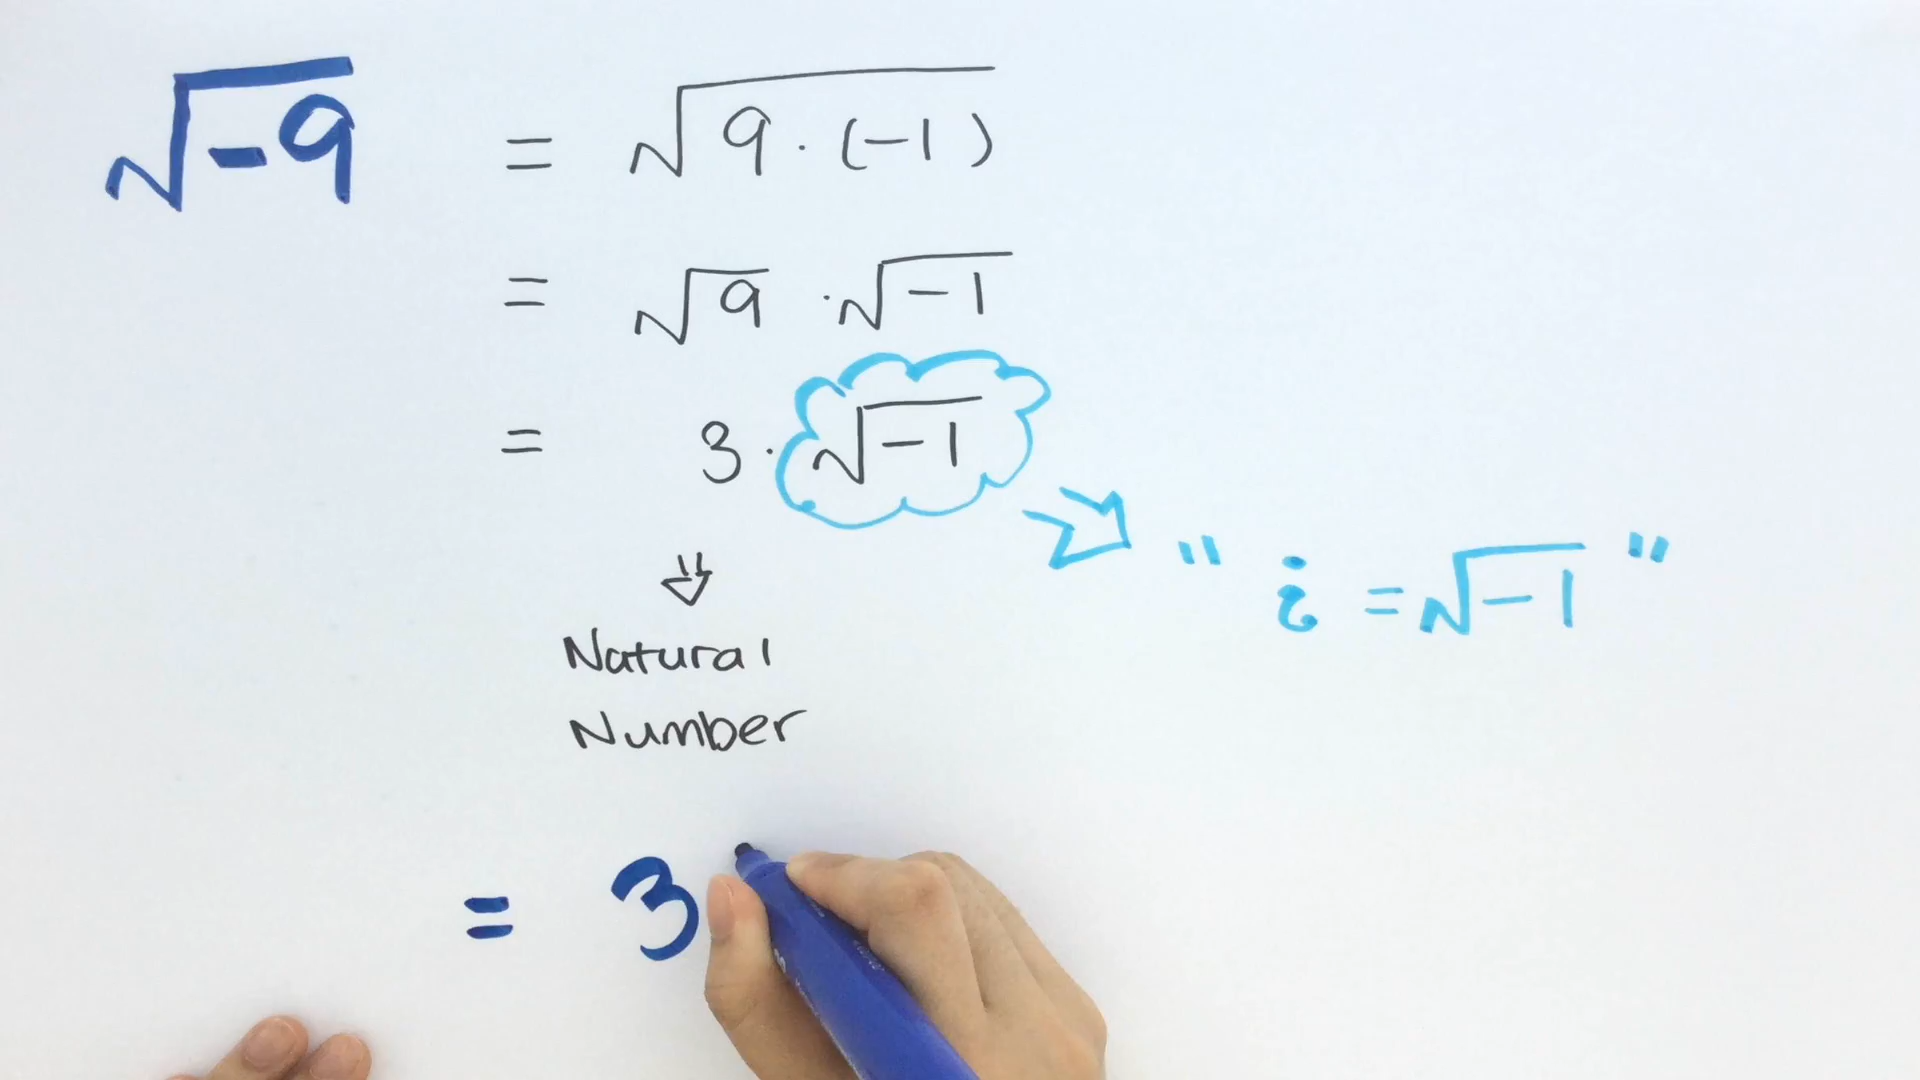 √-9 = √9·(-1)
= √9 ·√-1
= 3·√-1
" i = √-1 "
Natural
Number
= 3